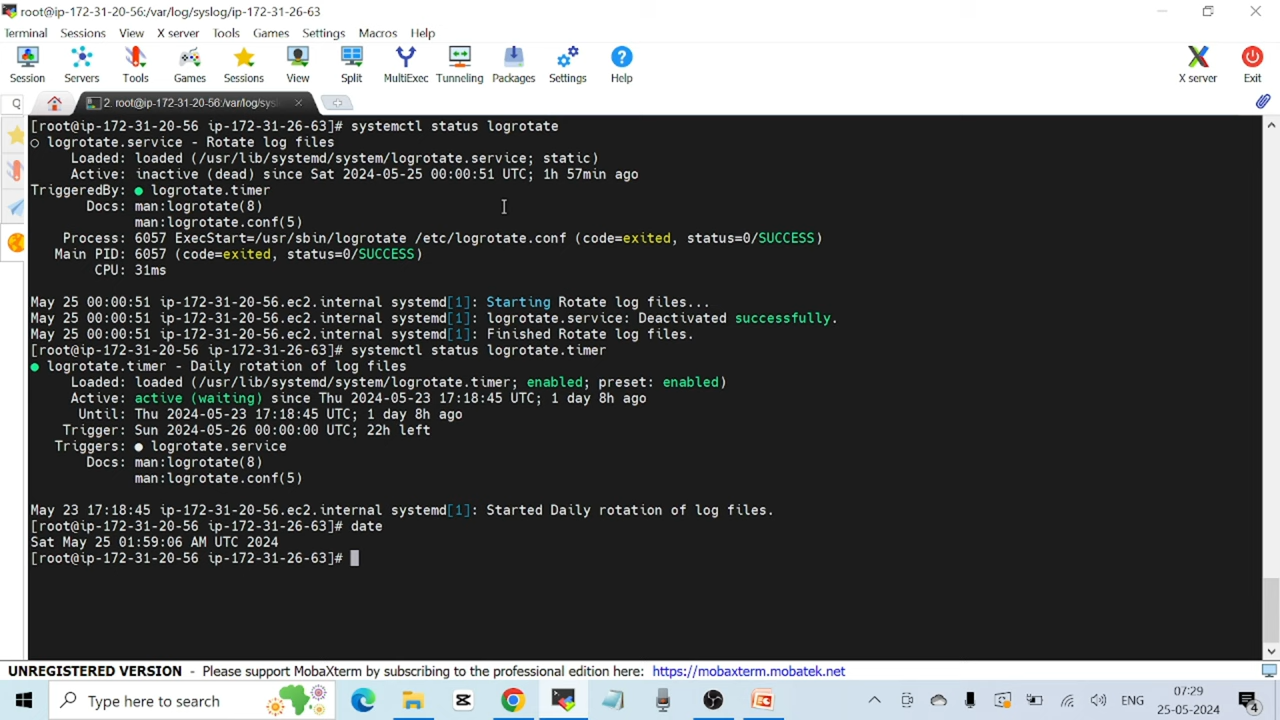 root@ip-172-31-20-56:/var/log/syslog/ip-172-31-26-63
Terminal Sessions View X server Tools Games Settings Macros Help
Session Servers Tools Games Sessions View Split MultiExec Tunneling Packages Settings Help X server Exit
2. root@ip-172-31-20-56:/var/log/sys
[root@ip-172-31-20-56 ip-172-31-26-63]# systemctl status logrotate
○ logrotate.service - Rotate log files
Loaded: loaded (/usr/lib/systemd/system/logrotate.service; static)
Active: inactive (dead) since Sat 2024-05-25 00:00:51 UTC; 1h 57min ago
TriggeredBy: ● logrotate.timer
Docs: man:logrotate(8)
man:logrotate.conf(5)
Process: 6057 ExecStart=/usr/sbin/logrotate /etc/logrotate.conf (code=exited, status=0/SUCCESS)
Main PID: 6057 (code=exited, status=0/SUCCESS)
CPU: 31ms
May 25 00:00:51 ip-172-31-20-56.ec2.internal systemd[1]: Starting Rotate log files...
May 25 00:00:51 ip-172-31-20-56.ec2.internal systemd[1]: logrotate.service: Deactivated successfully.
May 25 00:00:51 ip-172-31-20-56.ec2.internal systemd[1]: Finished Rotate log files.
[root@ip-172-31-20-56 ip-172-31-26-63]# systemctl status logrotate.timer
● logrotate.timer - Daily rotation of log files
Loaded: loaded (/usr/lib/systemd/system/logrotate.timer; enabled; preset: enabled)
Active: active (waiting) since Thu 2024-05-23 17:18:45 UTC; 1 day 8h ago
Until: Thu 2024-05-23 17:18:45 UTC; 1 day 8h ago
Trigger: Sun 2024-05-26 00:00:00 UTC; 22h left
Triggers: ● logrotate.service
Docs: man:logrotate(8)
man:logrotate.conf(5)
May 23 17:18:45 ip-172-31-20-56.ec2.internal systemd[1]: Started Daily rotation of log files.
[root@ip-172-31-20-56 ip-172-31-26-63]# date
Sat May 25 01:59:06 AM UTC 2024
[root@ip-172-31-20-56 ip-172-31-26-63]#
UNREGISTERED VERSION - Please support MobaXterm by subscribing to the professional edition here: https://mobaxterm.mobatek.net
Type here to search
ENG
07:29
25-05-2024
4